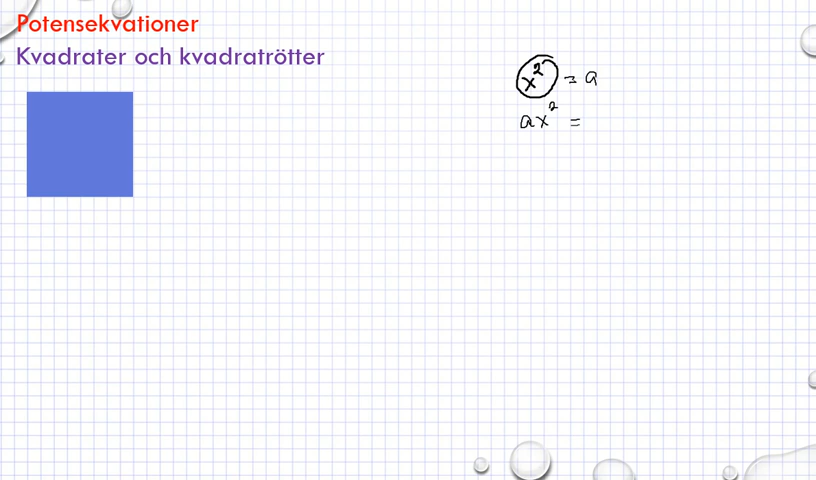 Potensekvationer
Kvadrater och kvadratrötter
x² = a
ax² =